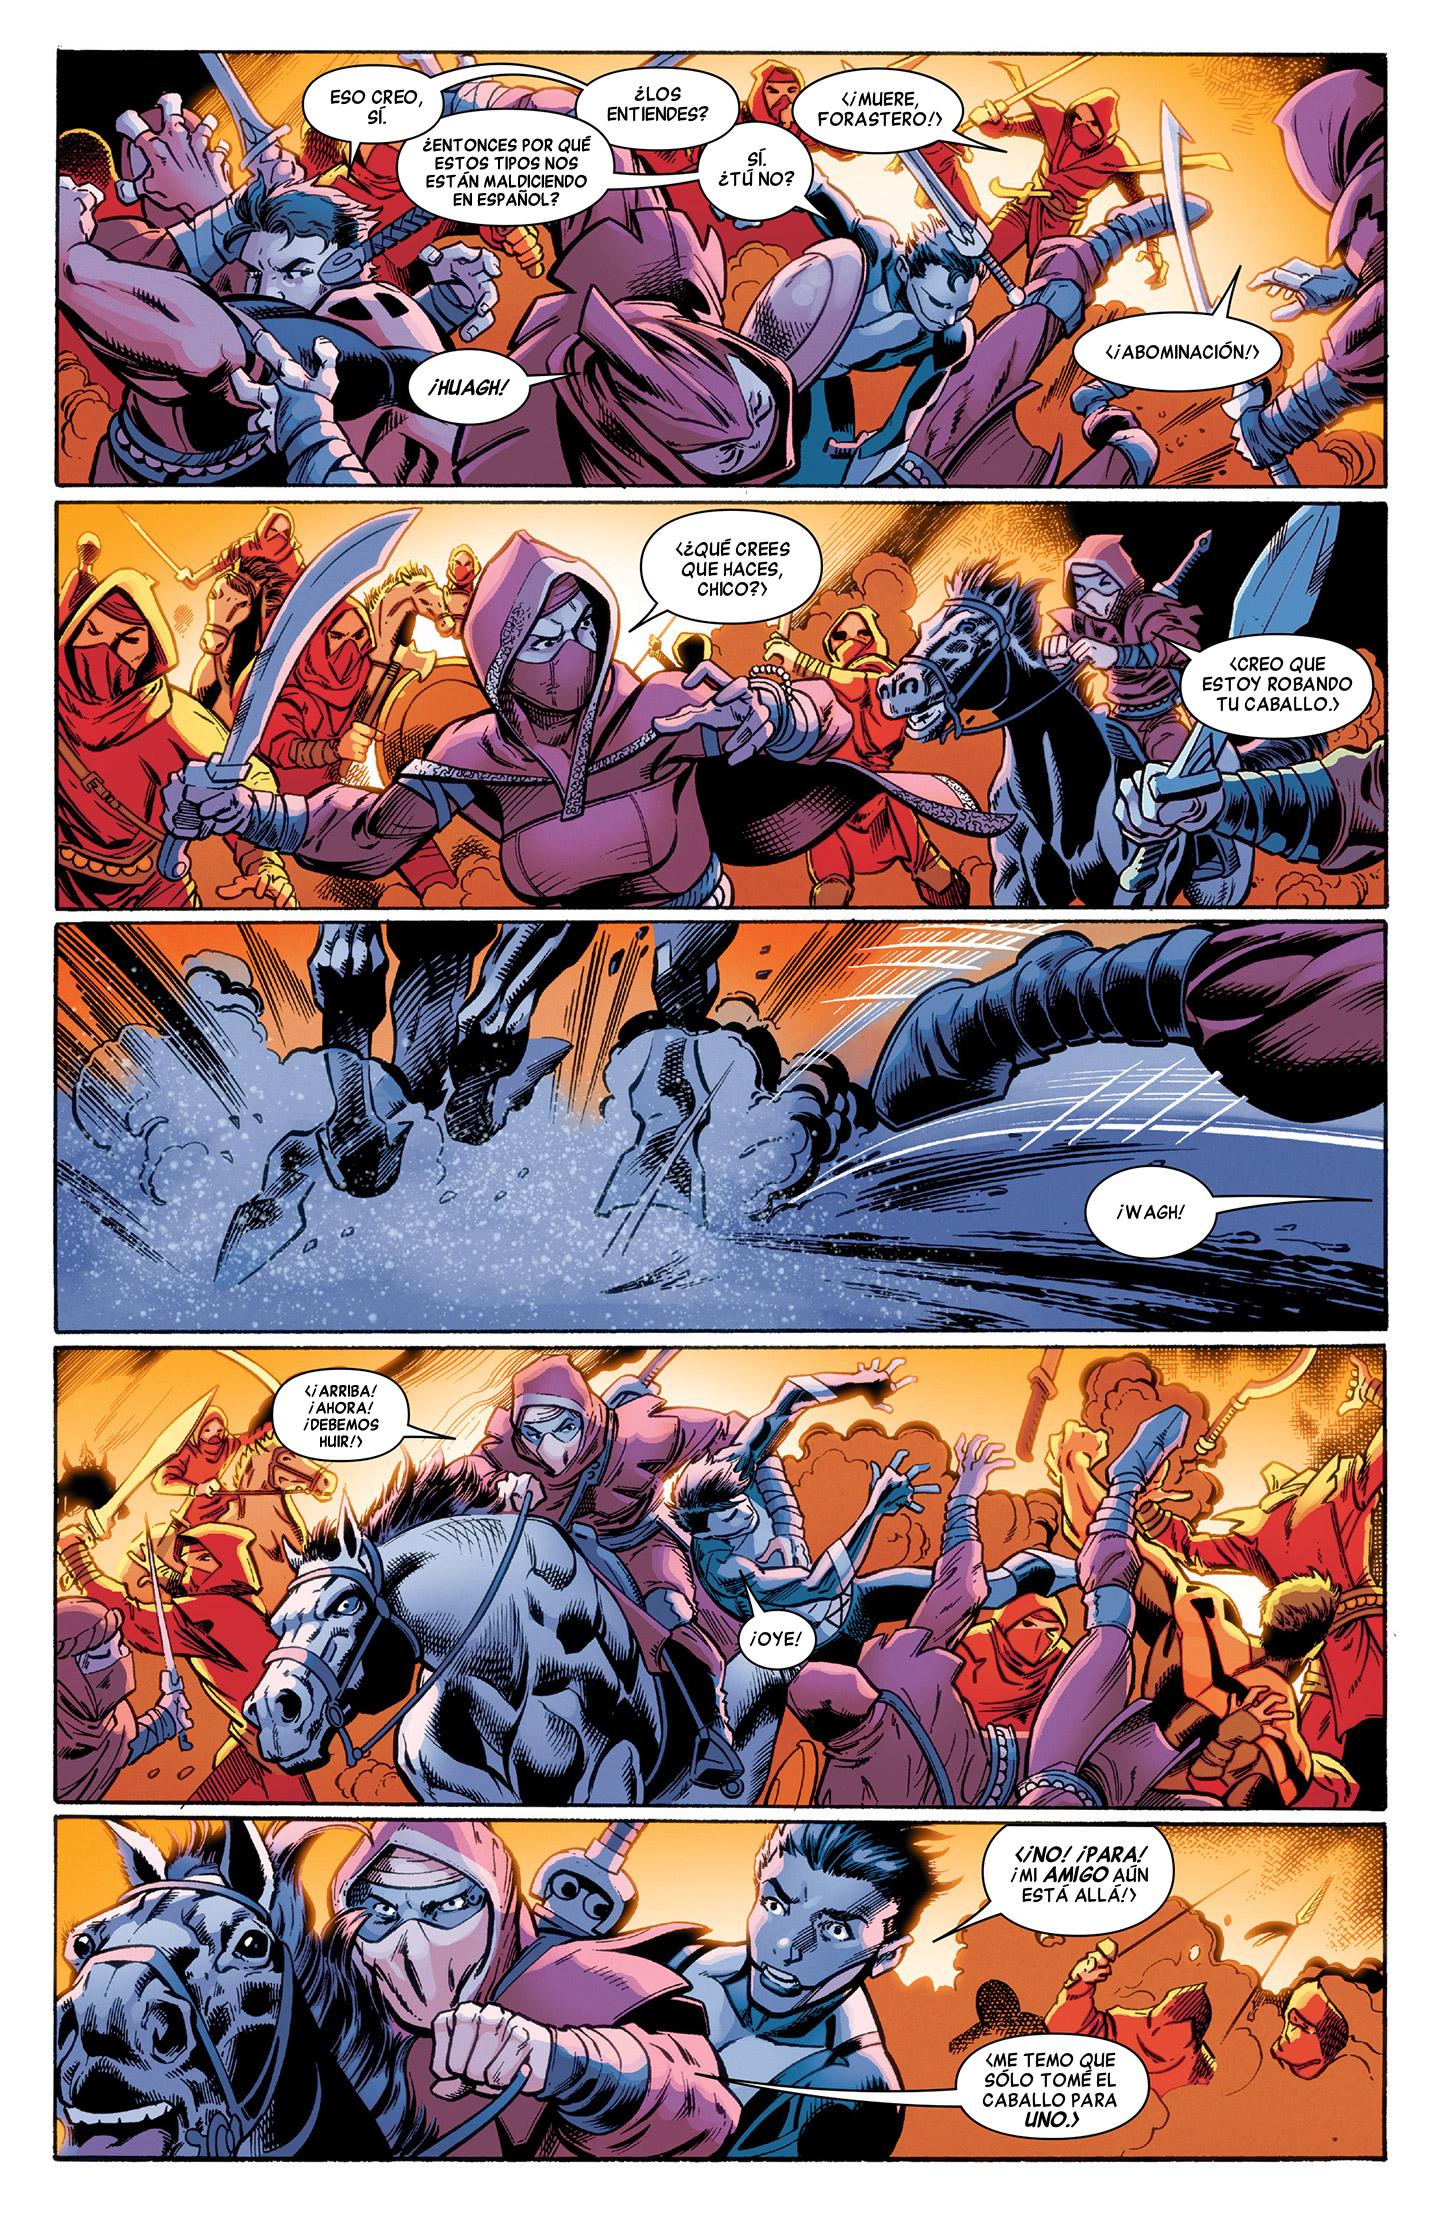 ESO CREO,
SÍ.
¿ENTONCES POR QUÉ
ESTOS TIPOS NOS
ESTÁN MALDICIENDO
EN ESPAÑOL?
¿LOS
ENTIENDES?
SÍ.
¿TÚ NO?
<¡MUERE,
FORASTERO!>
¡HUAGH!
<¡ABOMINACIÓN!>
<¿QUÉ CREES
QUE HACES,
CHICO?>
<CREO QUE
ESTOY ROBANDO
TU CABALLO.>
¡WAGH!
<¡ARRIBA!
¡AHORA!
¡DEBEMOS
HUIR!>
¡OYE!
<¡NO! ¡PARA!
¡MI AMIGO AÚN
ESTÁ ALLÁ!>
<ME TEMO QUE
SÓLO TOMÉ EL
CABALLO PARA
UNO.>